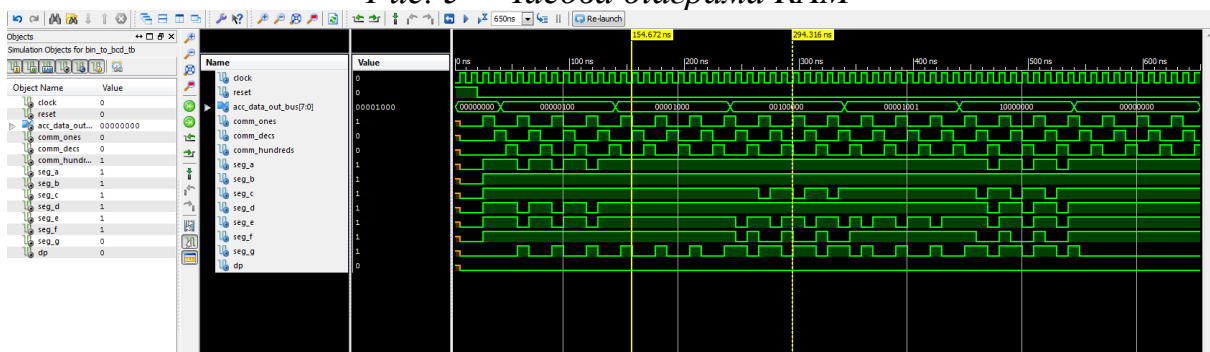 Рис. 5 – Часова діаграма RAM
650ns Re-launch
Objects
Simulation Objects for bin_to_bcd_tb
Object Name Value
clock 0
reset 0
acc_data_out... 00000000
comm_ones 1
comm_decs 0
comm_hundr... 1
seg_a 1
seg_b 1
seg_c 1
seg_d 1
seg_e 1
seg_f 1
seg_g 0
dp 0
Name Value
clock 0
reset 0
acc_data_out_bus[7:0] 00001000
comm_ones 1
comm_decs 0
comm_hundreds 0
seg_a 1
seg_b 1
seg_c 1
seg_d 1
seg_e 1
seg_f 1
seg_g 1
dp 0
154.672 ns 294.316 ns
0 ns 100 ns 200 ns 300 ns 400 ns 500 ns 600 ns
00000000 00000100 00001000 00100000 00001001 10000000 00000000